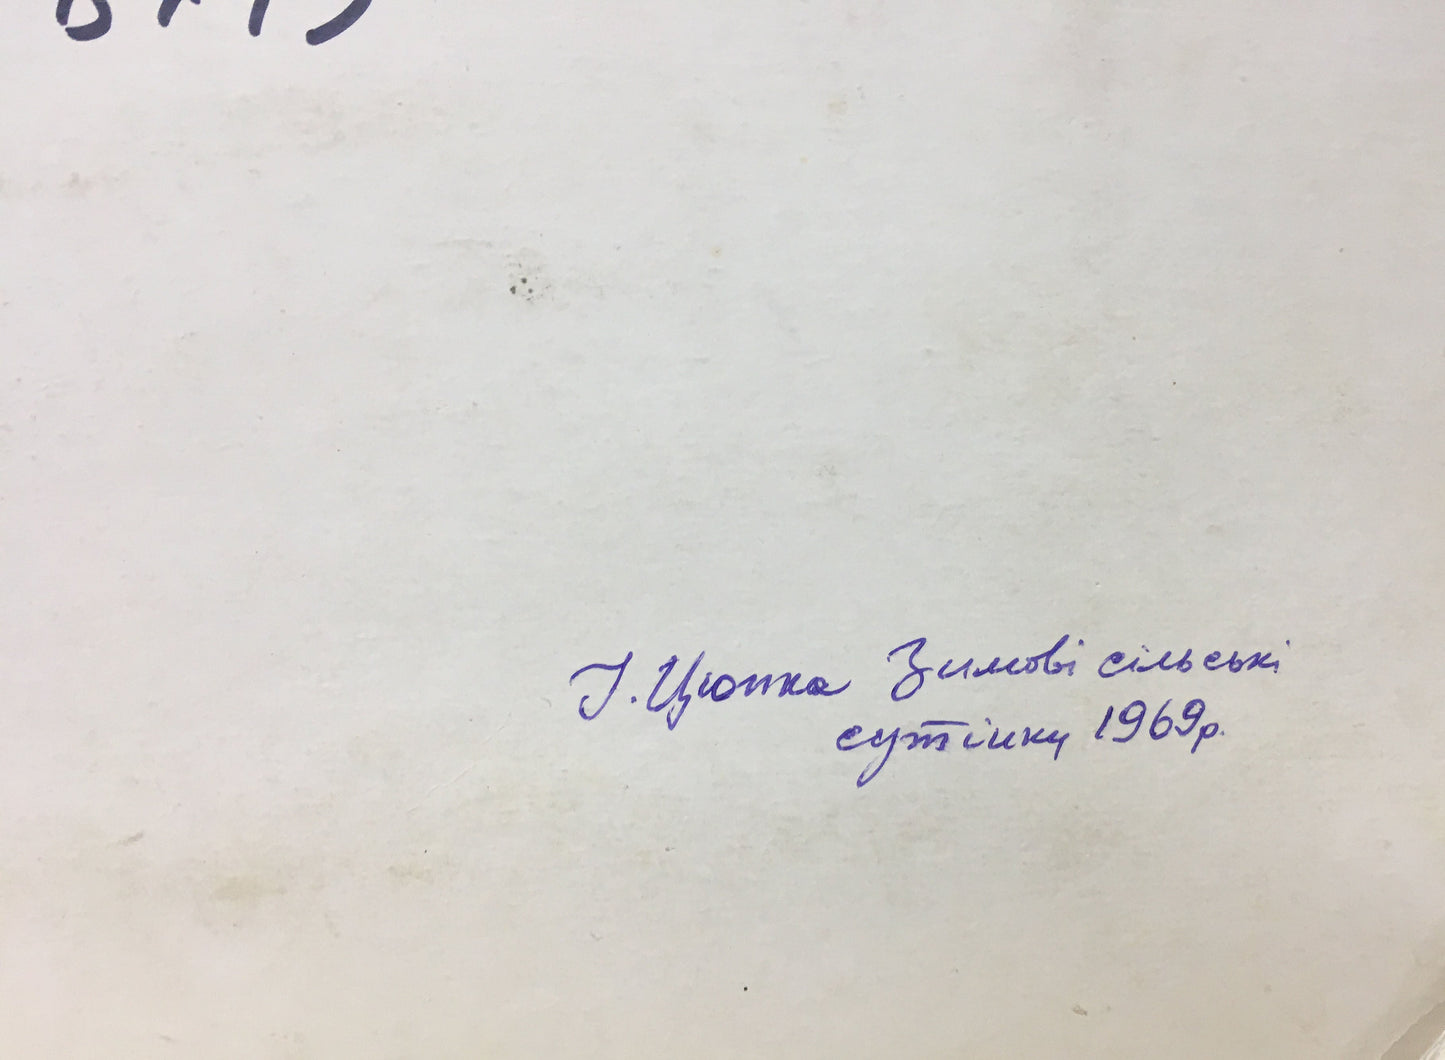 І. Цюпка Зимові сільські
сутінки 1969р.